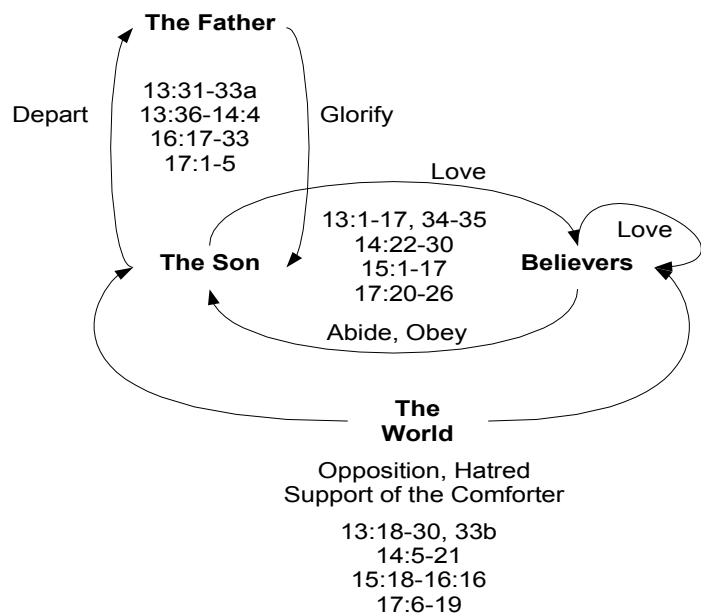 The Father
13:31-33a
13:36-14:4
16:17-33
17:1-5
Depart
Glorify
Love
13:1-17, 34-35
14:22-30
15:1-17
17:20-26
Love
The Son
Believers
Abide, Obey
The
World
Opposition, Hatred
Support of the Comforter
13:18-30, 33b
14:5-21
15:18-16:16
17:6-19